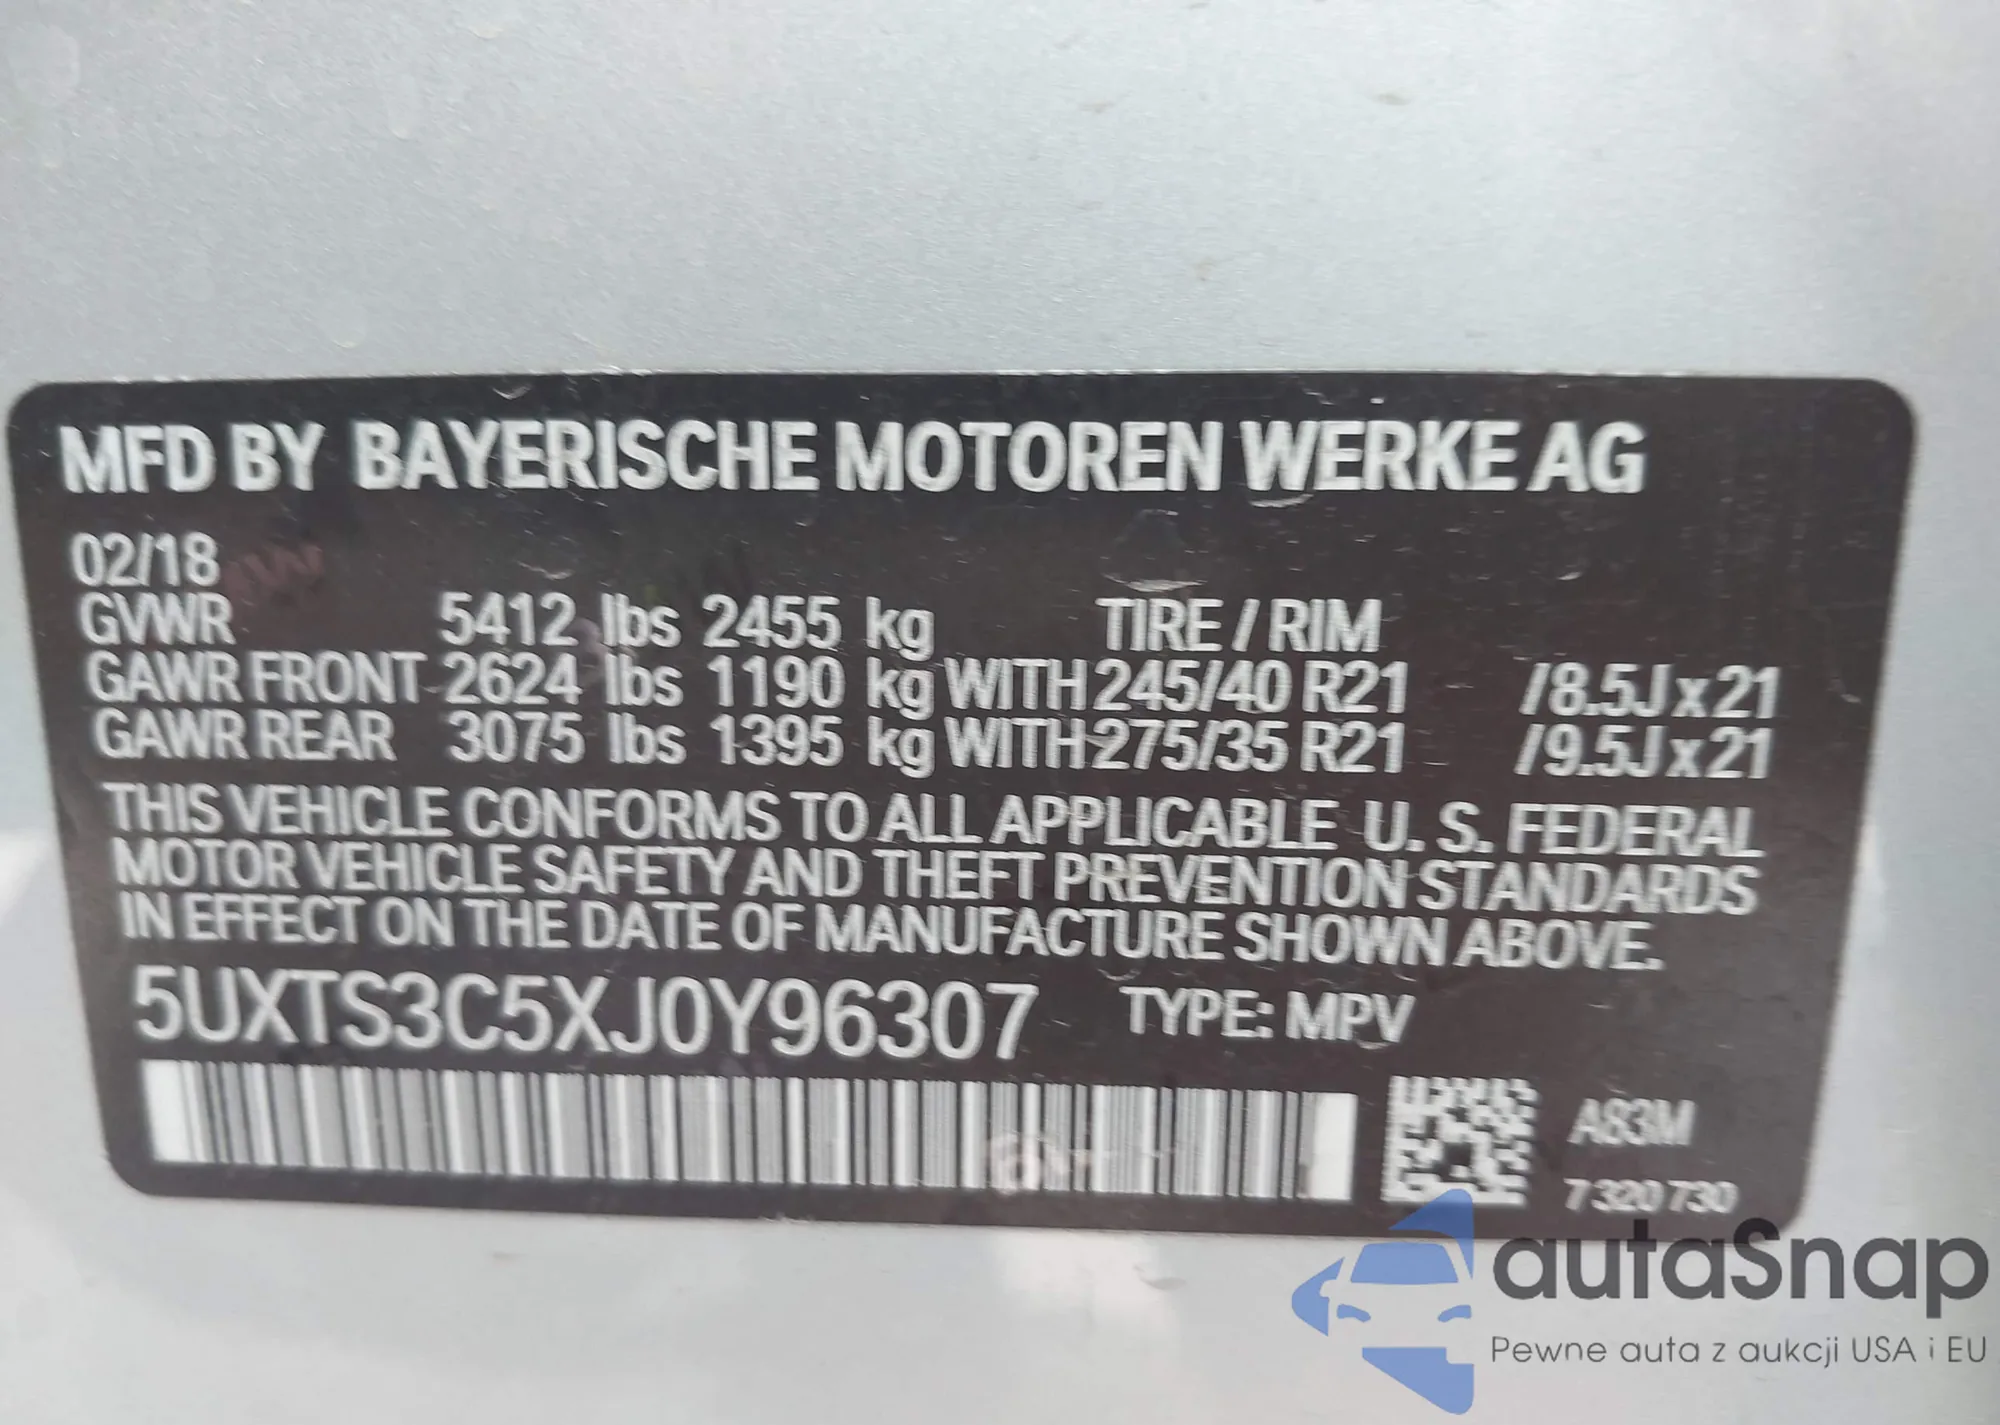 MFD BY BAYERISCHE MOTOREN WERKE AG
02/18
GVWR 5412 lbs 2455 kg TIRE / RIM
GAWR FRONT 2624 lbs 1190 kg WITH 245/40 R21 /8.5J x 21
GAWR REAR 3075 lbs 1395 kg WITH 275/35 R21 /9.5J x 21
THIS VEHICLE CONFORMS TO ALL APPLICABLE U. S. FEDERAL
MOTOR VEHICLE SAFETY AND THEFT PREVENTION STANDARDS
IN EFFECT ON THE DATE OF MANUFACTURE SHOWN ABOVE.
5UXTS3C5XJ0Y96307 TYPE: MPV
A83M
7 320 730
autaSnap
Pewne auta z aukcji USA i EU